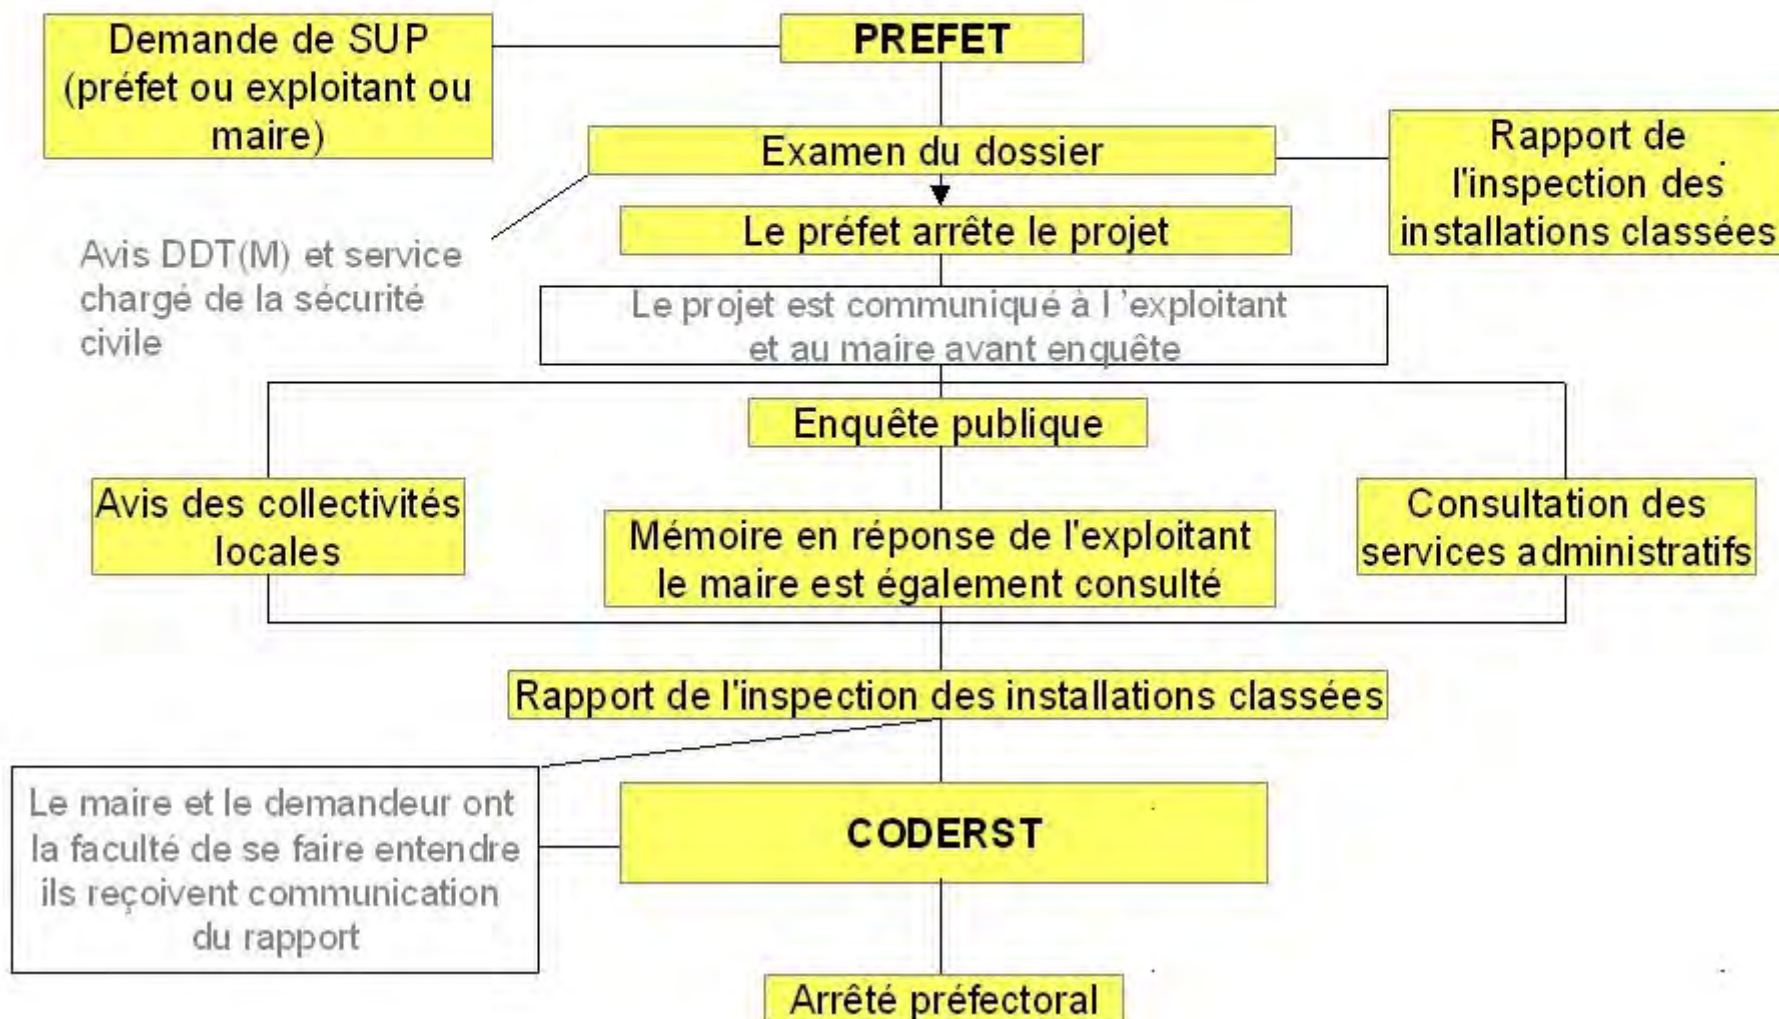 Demande de SUP
(préfet ou exploitant ou
maire)
PREFET
Examen du dossier
Rapport de
l'inspection des
installations classées
Avis DDT(M) et service
chargé de la sécurité
civile
Le préfet arrête le projet
Le projet est communiqué à l 'exploitant
et au maire avant enquête
Enquête publique
Avis des collectivités
locales
Mémoire en réponse de l'exploitant
le maire est également consulté
Consultation des
services administratifs
Rapport de l'inspection des installations classées
Le maire et le demandeur ont
la faculté de se faire entendre
ils reçoivent communication
du rapport
CODERST
Arrêté préfectoral